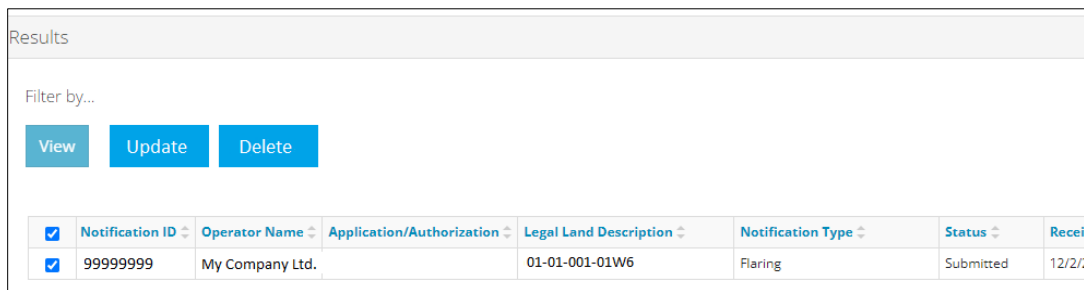 Results
Filter by...
View Update Delete
Notification ID Operator Name Application/Authorization Legal Land Description Notification Type Status
99999999 My Company Ltd. 01-01-001-01W6 Flaring Submitted